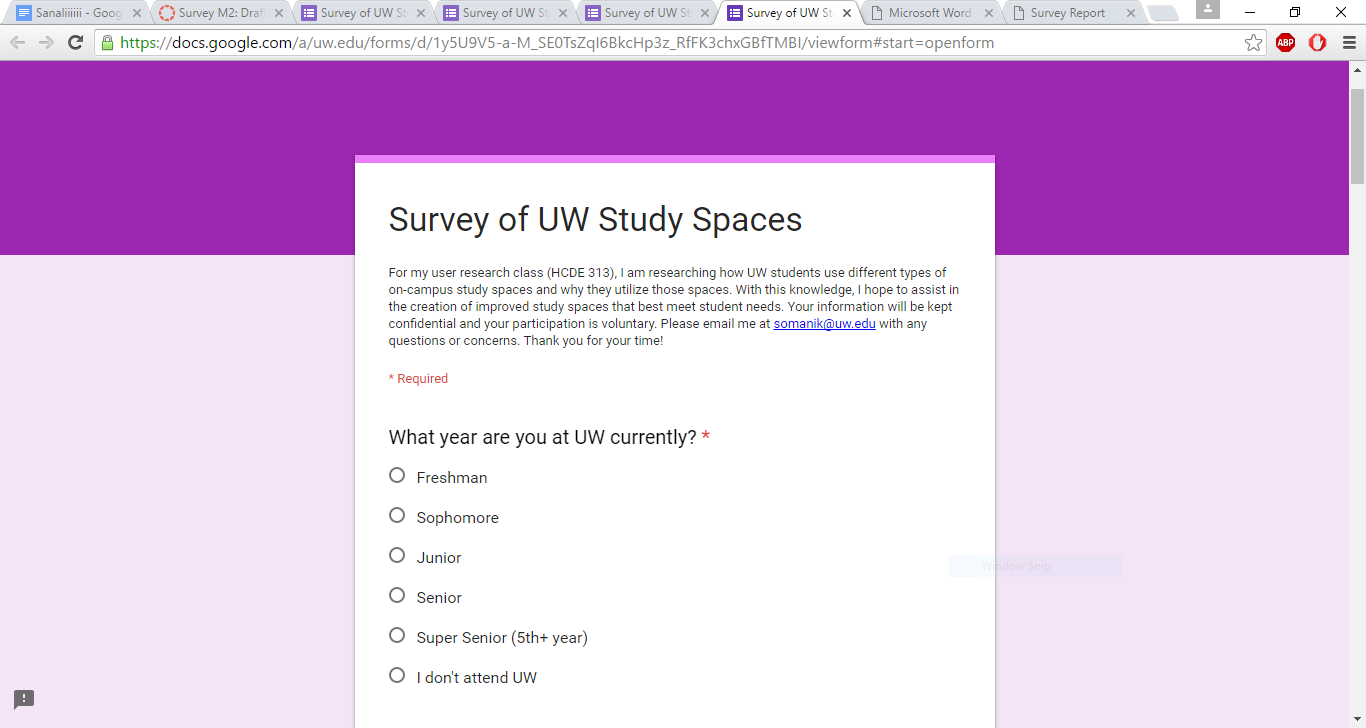 Sanaliiiiii - Goog
Survey M2: Draft
Survey of UW St
Survey of UW St
Survey of UW St
Survey of UW St
Microsoft Word
Survey Report
https://docs.google.com/a/uw.edu/forms/d/1y5U9V5-a-M_SE0TsZqI6BkcHp3z_RfFK3chxGBfTMBI/viewform#start=openform
ABP
Survey of UW Study Spaces
For my user research class (HCDE 313), I am researching how UW students use different types of
on-campus study spaces and why they utilize those spaces. With this knowledge, I hope to assist in
the creation of improved study spaces that best meet student needs. Your information will be kept
confidential and your participation is voluntary. Please email me at somanik@uw.edu with any
questions or concerns. Thank you for your time!
* Required
What year are you at UW currently? *
Freshman
Sophomore
Junior
Window Snip
Senior
Super Senior (5th+ year)
I don't attend UW